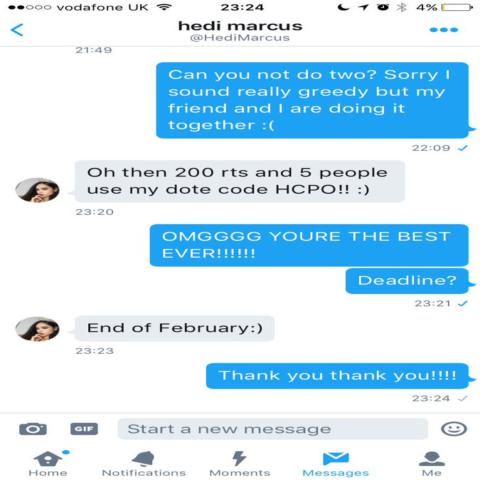 vodafone UK 23:24 4%
hedi marcus
@HediMarcus
21:49
Can you not do two? Sorry I
sound really greedy but my
friend and I are doing it
together :(
22:09
Oh then 200 rts and 5 people
use my dote code HCPO!! :)
23:20
OMGGGG YOURE THE BEST
EVER!!!!!!
Deadline?
23:21
End of February:)
23:23
Thank you thank you!!!!
23:24
GIF Start a new message
Home Notifications Moments Messages Me